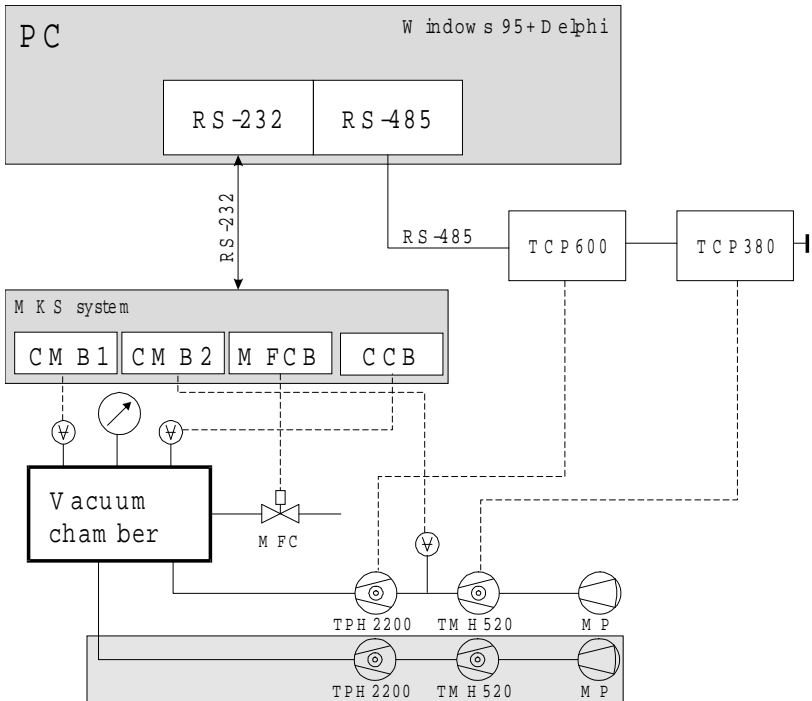 PC
Windows 95+Delphi
RS-232
RS-485
RS-232
RS-485
TCP600
TCP380
MKS system
CMB1
CMB2
MFCB
CCB
Vacuum
chamber
MFC
TPH2200
TMH520
MP
TPH2200
TMH520
MP